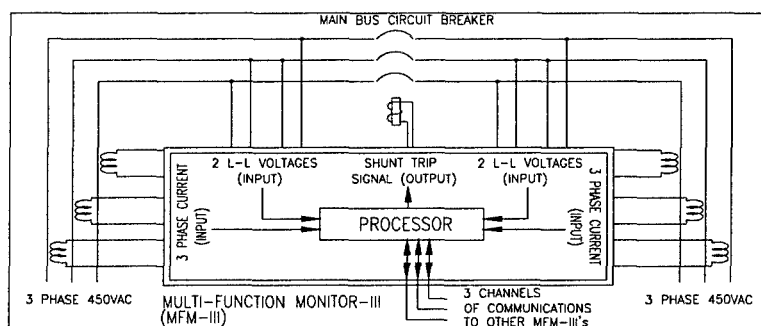 MAIN BUS CIRCUIT BREAKER
2 L-L VOLTAGES
(INPUT)
SHUNT TRIP
SIGNAL (OUTPUT)
2 L-L VOLTAGES
(INPUT)
3 PHASE CURRENT
(INPUT)
3 PHASE CURRENT
(INPUT)
PROCESSOR
3 PHASE 450VAC
MULTI-FUNCTION MONITOR-III
(MFM-III)
3 CHANNELS
OF COMMUNICATIONS
TO OTHER MFM-III's
3 PHASE 450VAC